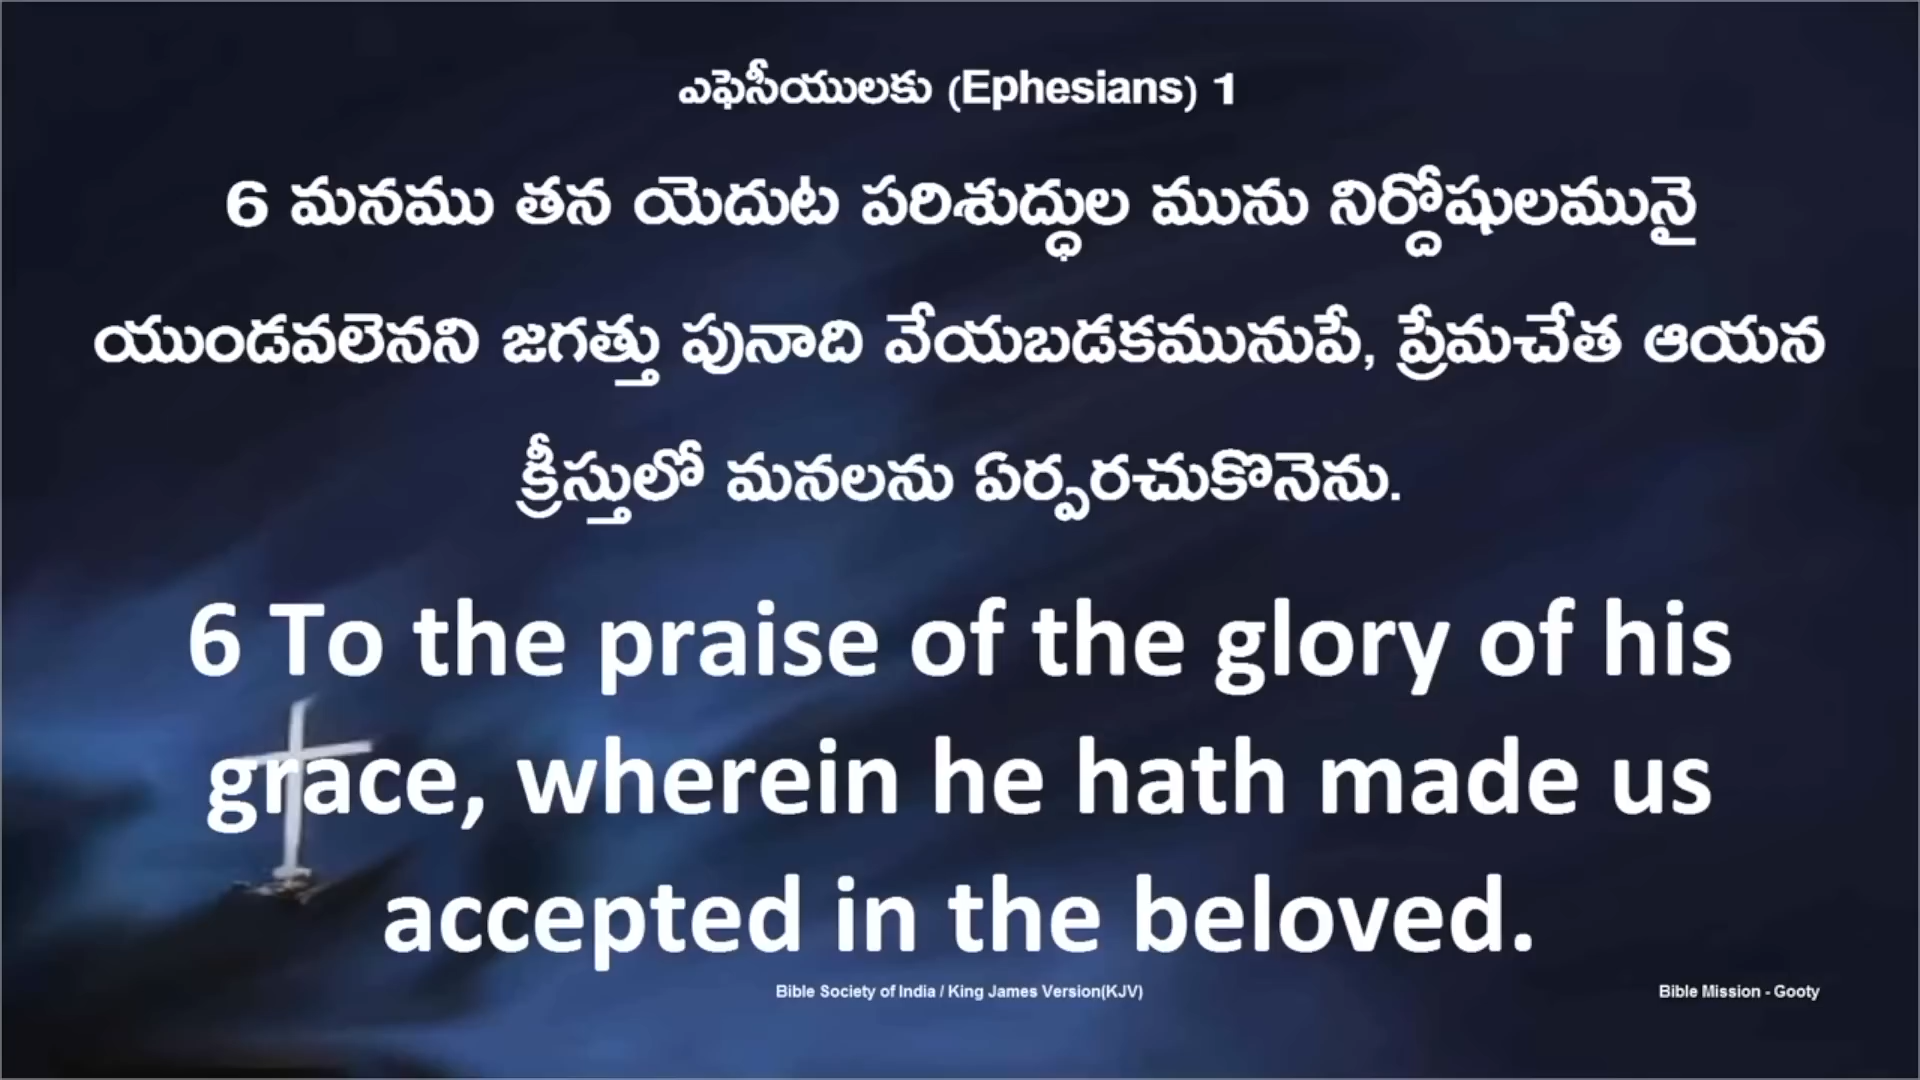 ఎఫెసీయులకు (Ephesians) 1
6 మనము తన యెదుట పరిశుద్ధుల మును నిర్దోషులమునై
యుండవలెనని జగత్తు పునాది వేయబడకమునుపే, ప్రేమచేత ఆయన
క్రీస్తులో మనలను ఏర్పరచుకొనెను.
6 To the praise of the glory of his
grace, wherein he hath made us
accepted in the beloved.
Bible Society of India / King James Version(KJV)
Bible Mission - Gooty